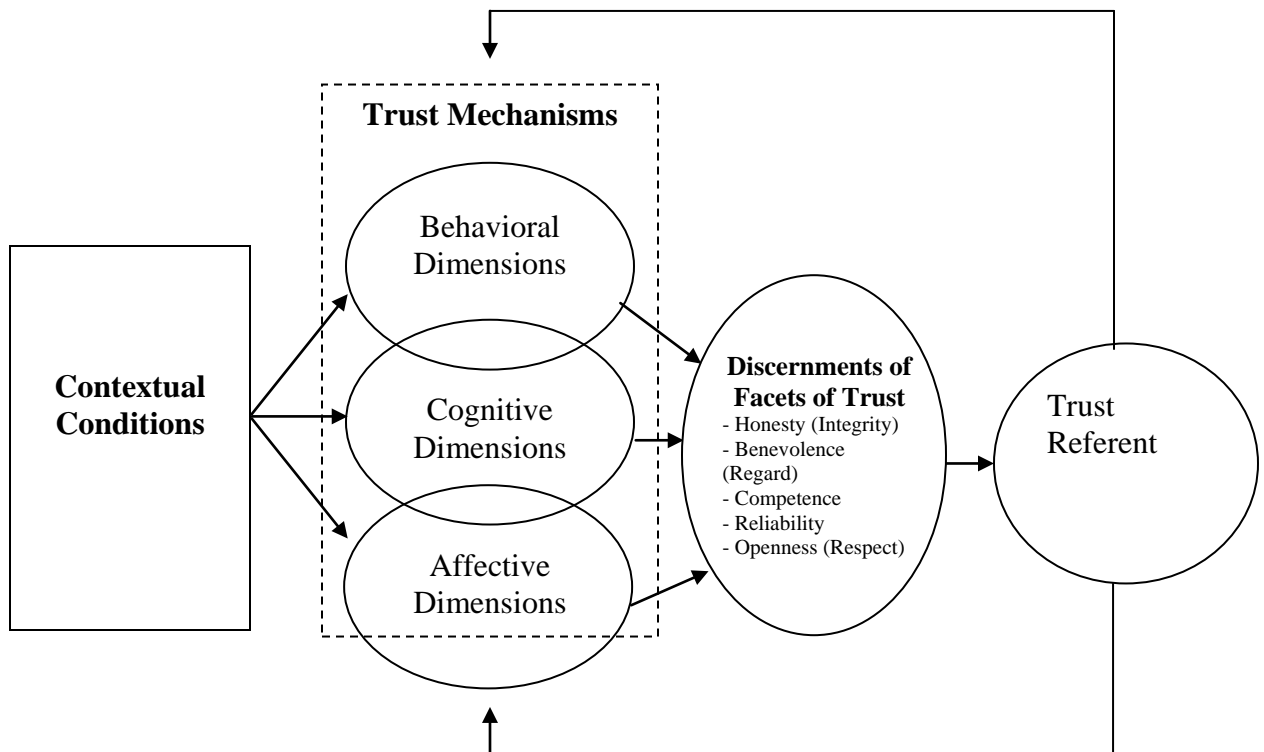 Trust Mechanisms
Behavioral
Dimensions
Contextual
Conditions
Cognitive
Dimensions
Affective
Dimensions
Discernments of
Facets of Trust
- Honesty (Integrity)
- Benevolence
(Regard)
- Competence
- Reliability
- Openness (Respect)
Trust
Referent